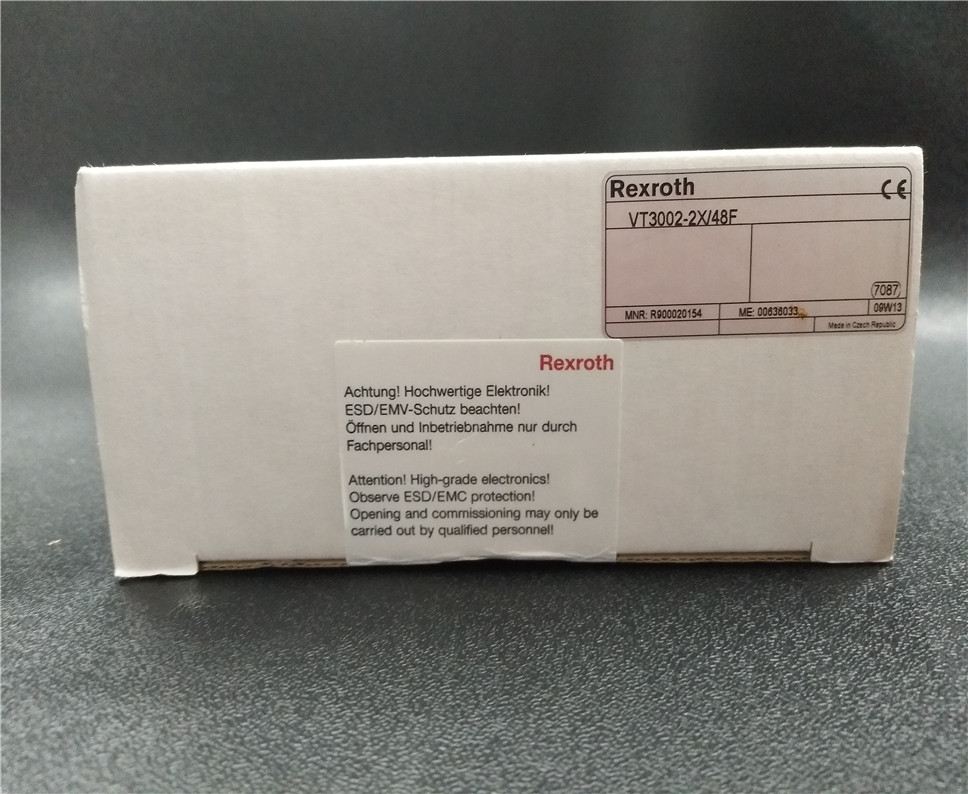 Rexroth CE
VT3002-2X/48F
7087
MNR: R900020154 ME: 00636033 09W13
Made in Czech Republic
Rexroth
Achtung! Hochwertige Elektronik!
ESD/EMV-Schutz beachten!
Öffnen und Inbetriebnahme nur durch
Fachpersonal!
Attention! High-grade electronics!
Observe ESD/EMC protection!
Opening and commissioning may only be
carried out by qualified personnel!